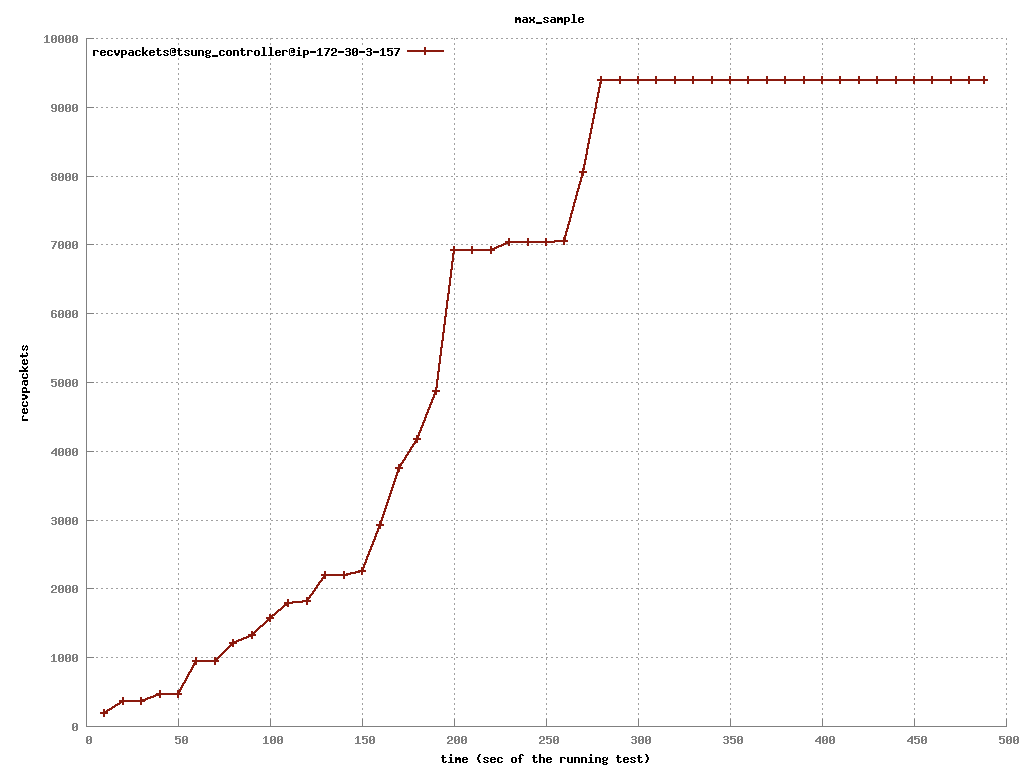 max_sample
10000
recvpackets@tsung_controller@ip-172-30-3-157
9000
8000
7000
6000
5000
4000
3000
2000
1000
0
recvpackets
0 50 100 150 200 250 300 350 400 450 500
time (sec of the running test)